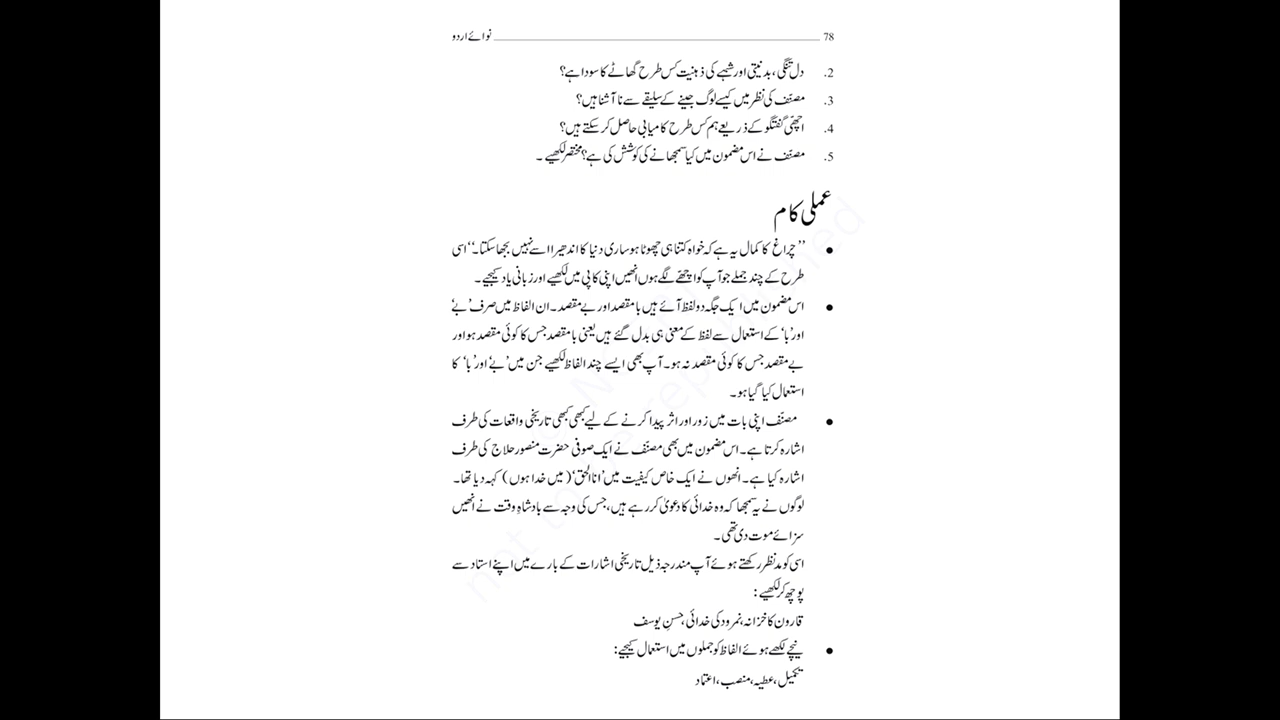 78 نوائے اردو
2. دل تنگی، بدنیتی اور شبہے کی ذہنیت کس طرح گھاٹے کا سودا ہے؟
3. مصنّف کی نظر میں کیسے لوگ جینے کے سلیقے سے نا آشنا ہیں؟
4. اچھّی گفتگو کے ذریعے ہم کس طرح کامیابی حاصل کر سکتے ہیں؟
5. مصنّف نے اس مضمون میں کیا سمجھانے کی کوشش کی ہے؟ مختصر لکھیے۔
عملی کام
● ’’چراغ کا کمال یہ ہے کہ خواہ کتنا ہی چھوٹا ہو ساری دنیا کا اندھیرا اسے نہیں بجھا سکتا۔‘‘ اسی
طرح کے چند جملے جو آپ کو اچھّے لگے ہوں انھیں اپنی کاپی میں لکھیے اور زبانی یاد کیجیے۔
● اس مضمون میں ایک جگہ دو لفظ آئے ہیں با مقصد اور بے مقصد۔ ان الفاظ میں صرف ’بے‘
اور ’با‘ کے استعمال سے لفظ کے معنی ہی بدل گئے ہیں یعنی با مقصد جس کا کوئی مقصد ہو اور
بے مقصد جس کا کوئی مقصد نہ ہو۔ آپ بھی ایسے چند الفاظ لکھیے جن میں ’بے‘ اور ’با‘ کا
استعمال کیا گیا ہو۔
● مصنّف اپنی بات میں زور اور اثر پیدا کرنے کے لیے کبھی کبھی تاریخی واقعات کی طرف
اشارہ کرتا ہے۔ اس مضمون میں بھی مصنّف نے ایک صوفی حضرت منصور حلاج کی طرف
اشارہ کیا ہے۔ انھوں نے ایک خاص کیفیت میں ’انا الحق‘ (میں خدا ہوں) کہہ دیا تھا۔
لوگوں نے یہ سمجھا کہ وہ خدائی کا دعویٰ کر رہے ہیں، جس کی وجہ سے بادشاہِ وقت نے انھیں
سزائے موت دی تھی۔
اسی کو مدِ نظر رکھتے ہوئے آپ مندرجہ ذیل تاریخی اشارات کے بارے میں اپنے استاد سے
پوچھ کر لکھیے:
قارون کا خزانہ، نمرود کی خدائی، حسنِ یوسف
● نیچے لکھے ہوئے الفاظ کو جملوں میں استعمال کیجیے:
تکمیل، عطیہ، منصب، اعتماد